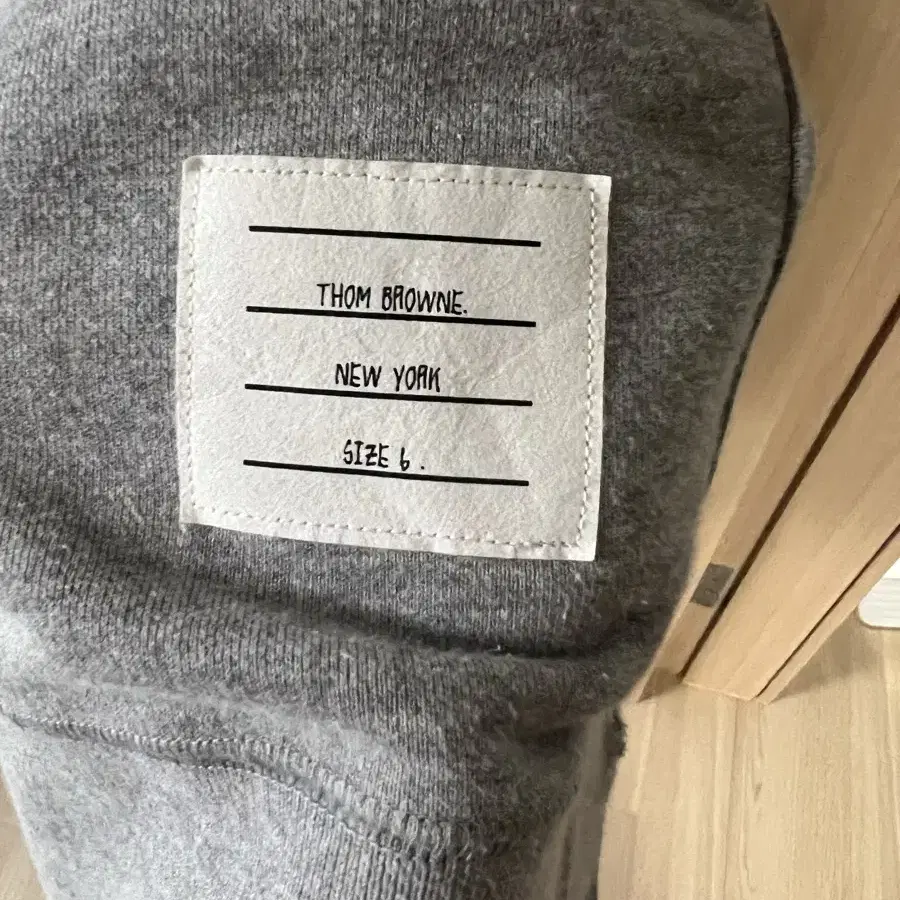 THOM BROWNE.
NEW YORK
SIZE 6.